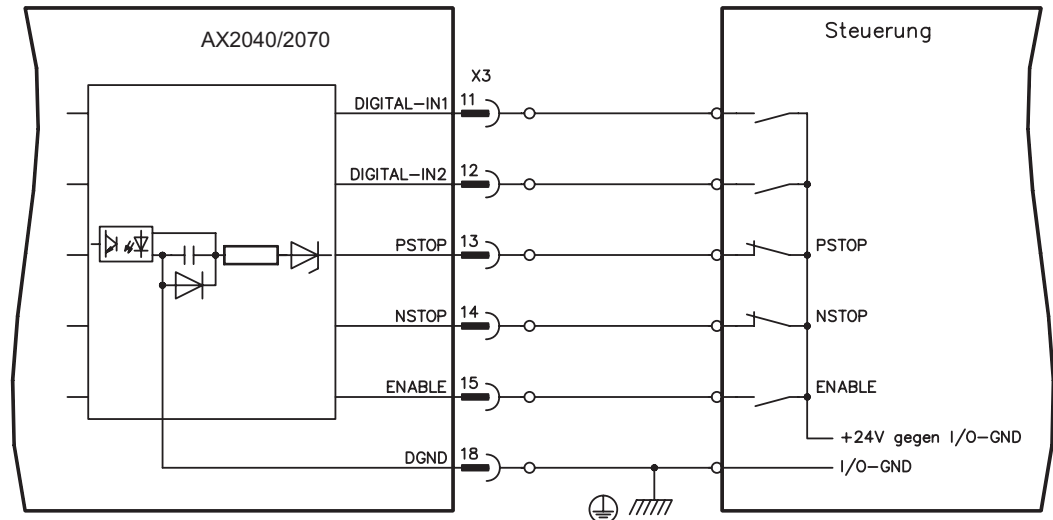 AX2040/2070
Steuerung
X3
DIGITAL-IN1 11
DIGITAL-IN2 12
PSTOP 13 PSTOP
NSTOP 14 NSTOP
ENABLE 15 ENABLE
+24V gegen I/O-GND
DGND 18 I/O-GND